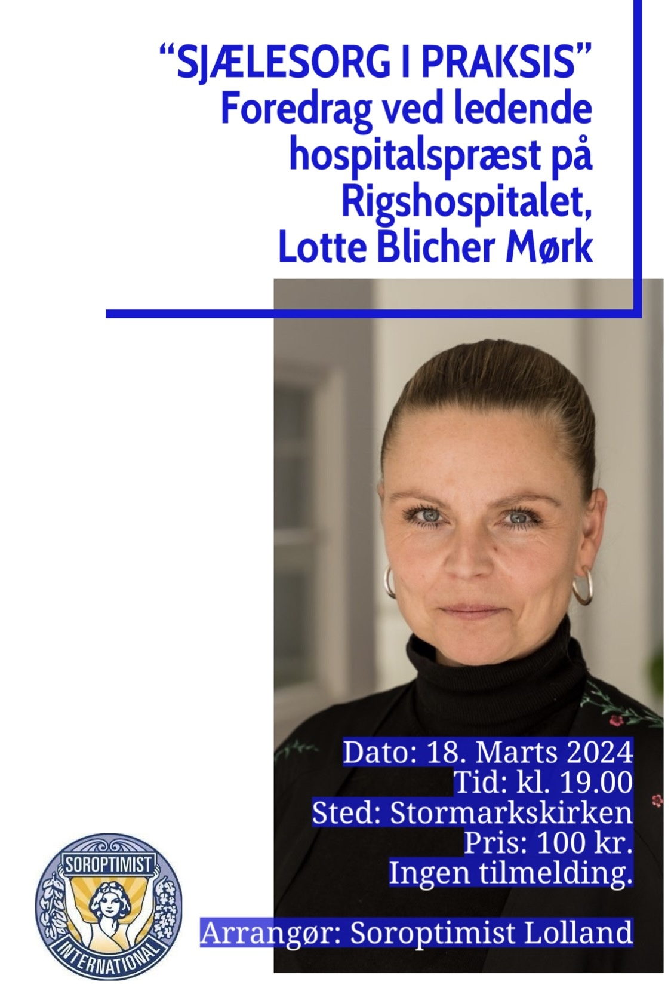 “SJÆLESORG I PRAKSIS”
Foredrag ved ledende
hospitalspræst på
Rigshospitalet,
Lotte Blicher Mørk
Dato: 18. Marts 2024
Tid: kl. 19.00
Sted: Stormarkskirken
Pris: 100 kr.
Ingen tilmelding.
Arrangør: Soroptimist Lolland
SOROPTIMIST
INTERNATIONAL